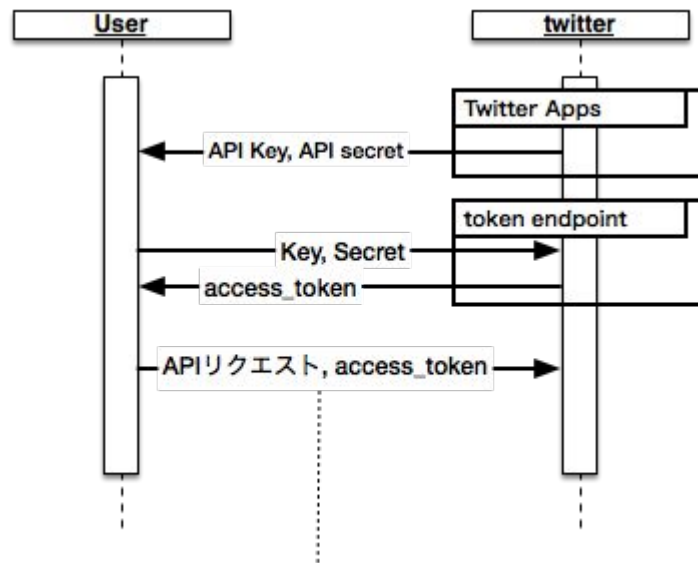 User
twitter
Twitter Apps
API Key, API secret
token endpoint
Key, Secret
access_token
APIリクエスト, access_token